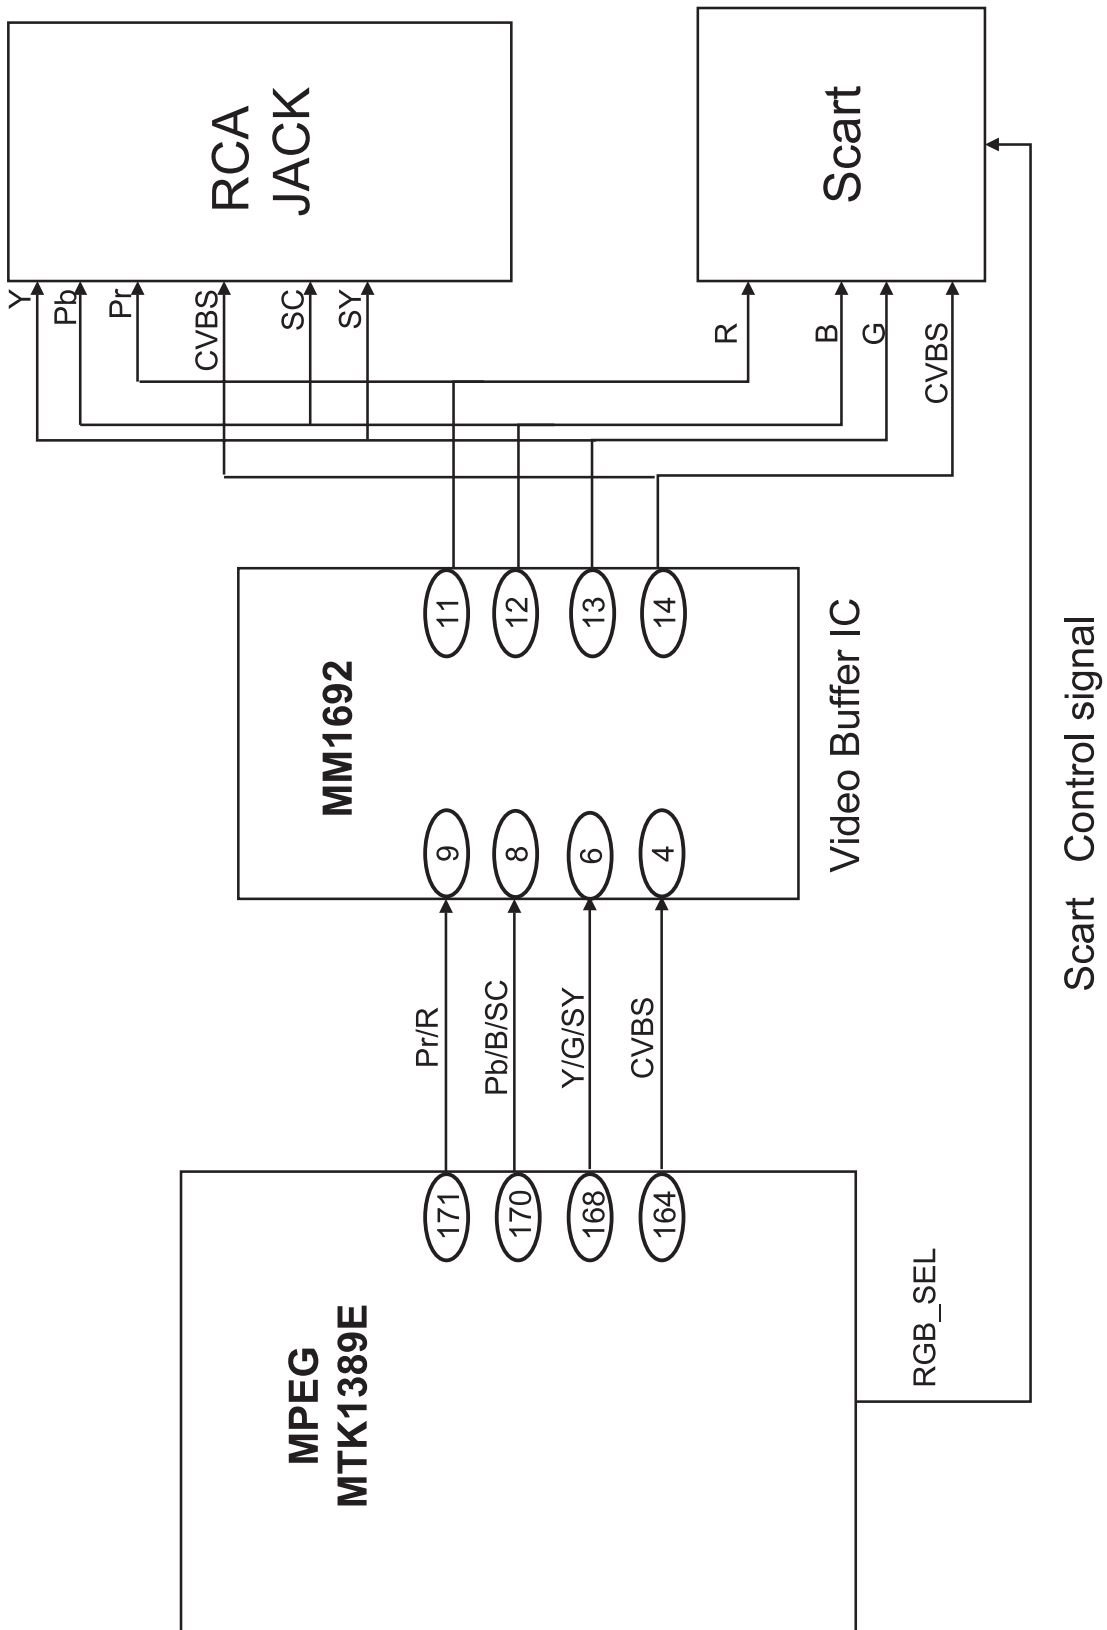 MPEG
MTK1389E
171
170
168
164
Pr/R
Pb/B/SC
Y/G/SY
CVBS
RGB_SEL
MM1692
9
8
6
4
11
12
13
14
Video Buffer IC
Y
Pb
Pr
CVBS
SC
SY
RCA
JACK
R
B
G
CVBS
Scart
Scart Control signal